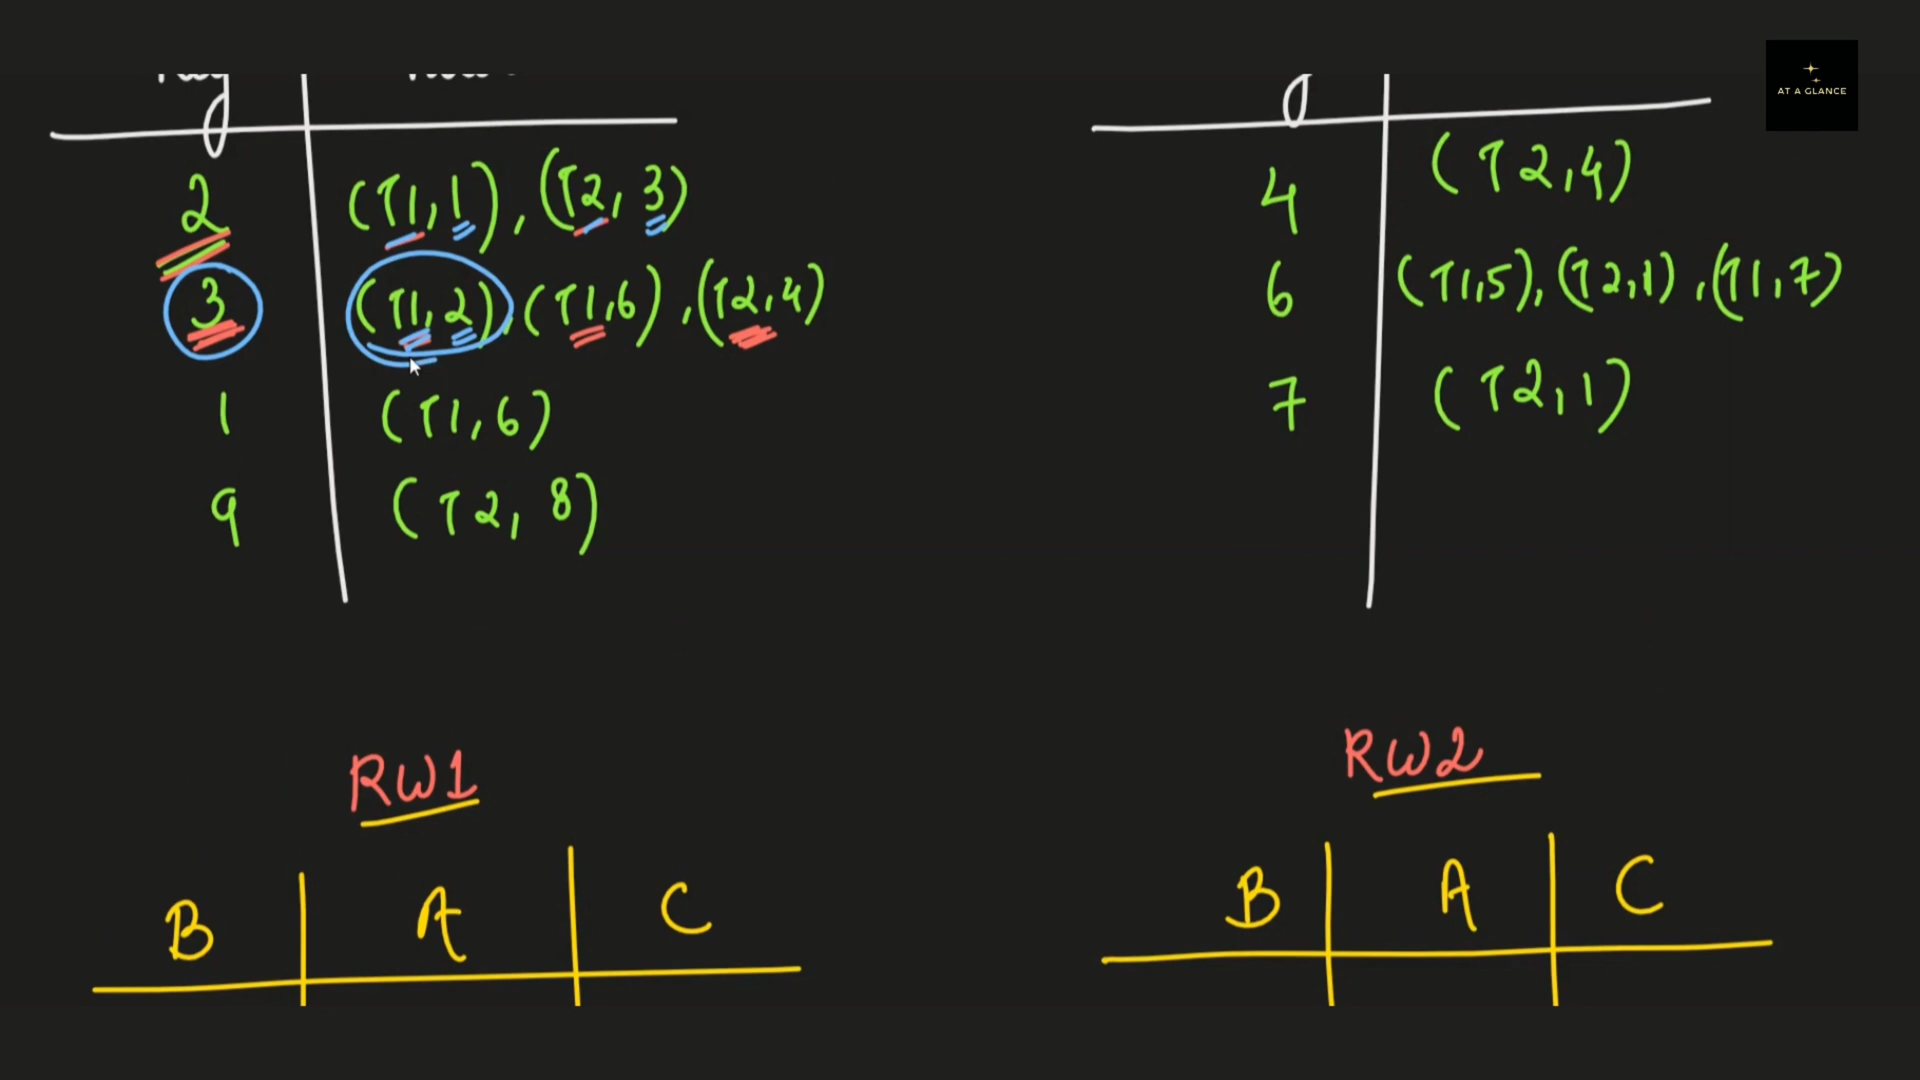 2 (T1,1), (T2,3)
3 (T1,2), (T1,6), (T2,4)
1 (T1,6)
9 (T2,8)
AT A GLANCE
4 (T2,4)
6 (T1,5), (T2,1), (T1,7)
7 (T2,1)
RW1
B A C
RW2
B A C